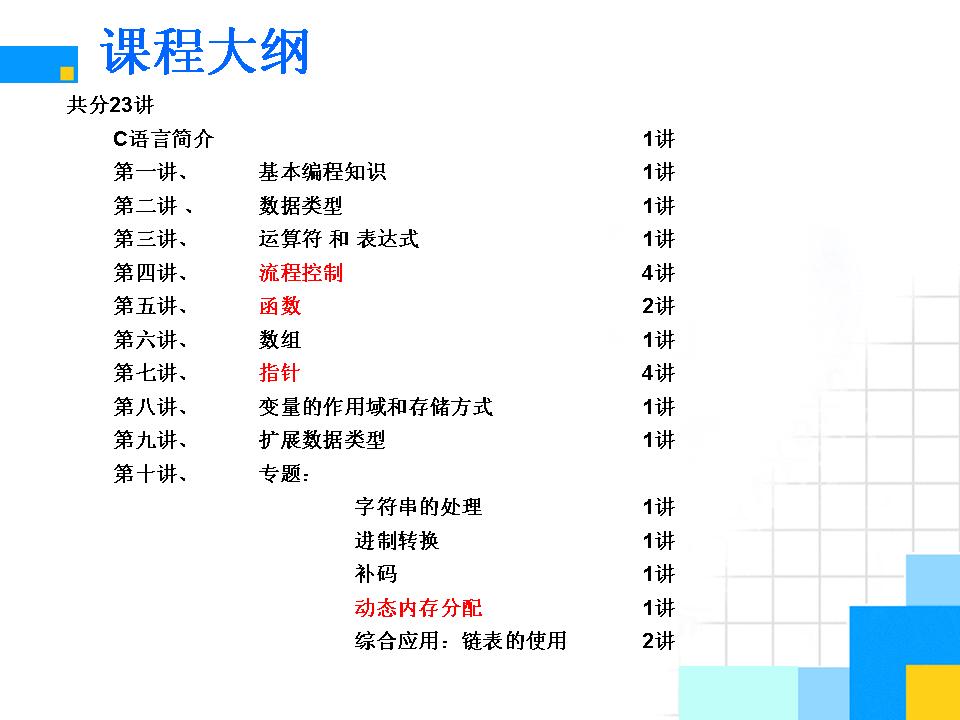 课程大纲
共分23讲
C语言简介 1讲
第一讲、 基本编程知识 1讲
第二讲 、 数据类型 1讲
第三讲、 运算符 和 表达式 1讲
第四讲、 流程控制 4讲
第五讲、 函数 2讲
第六讲、 数组 1讲
第七讲、 指针 4讲
第八讲、 变量的作用域和存储方式 1讲
第九讲、 扩展数据类型 1讲
第十讲、 专题：
字符串的处理 1讲
进制转换 1讲
补码 1讲
动态内存分配 1讲
综合应用：链表的使用 2讲